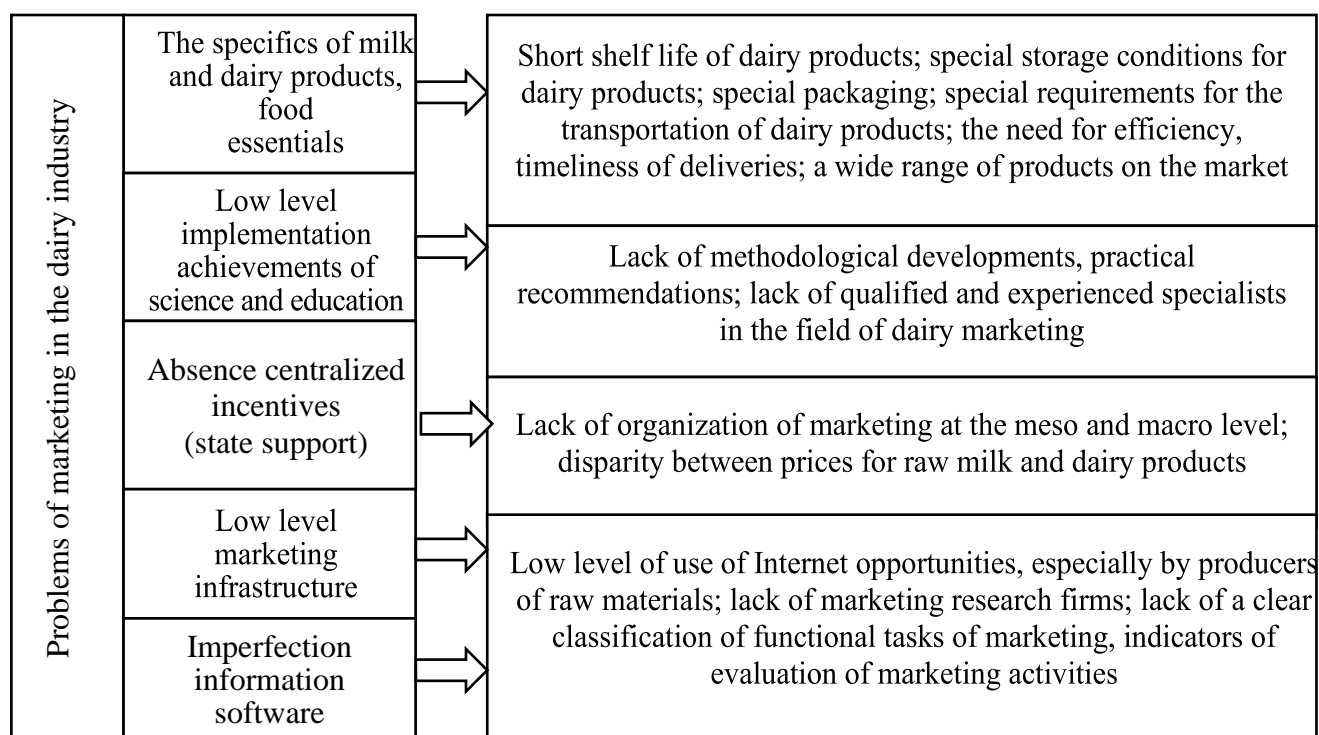 Problems of marketing in the dairy industry
The specifics of milk
and dairy products,
food
essentials
Short shelf life of dairy products; special storage conditions for
dairy products; special packaging; special requirements for the
transportation of dairy products; the need for efficiency,
timeliness of deliveries; a wide range of products on the market
Low level
implementation
achievements of
science and education
Lack of methodological developments, practical
recommendations; lack of qualified and experienced specialists
in the field of dairy marketing
Absence centralized
incentives
(state support)
Lack of organization of marketing at the meso and macro level;
disparity between prices for raw milk and dairy products
Low level
marketing
infrastructure
Imperfection
information
software
Low level of use of Internet opportunities, especially by producers
of raw materials; lack of marketing research firms; lack of a clear
classification of functional tasks of marketing, indicators of
evaluation of marketing activities